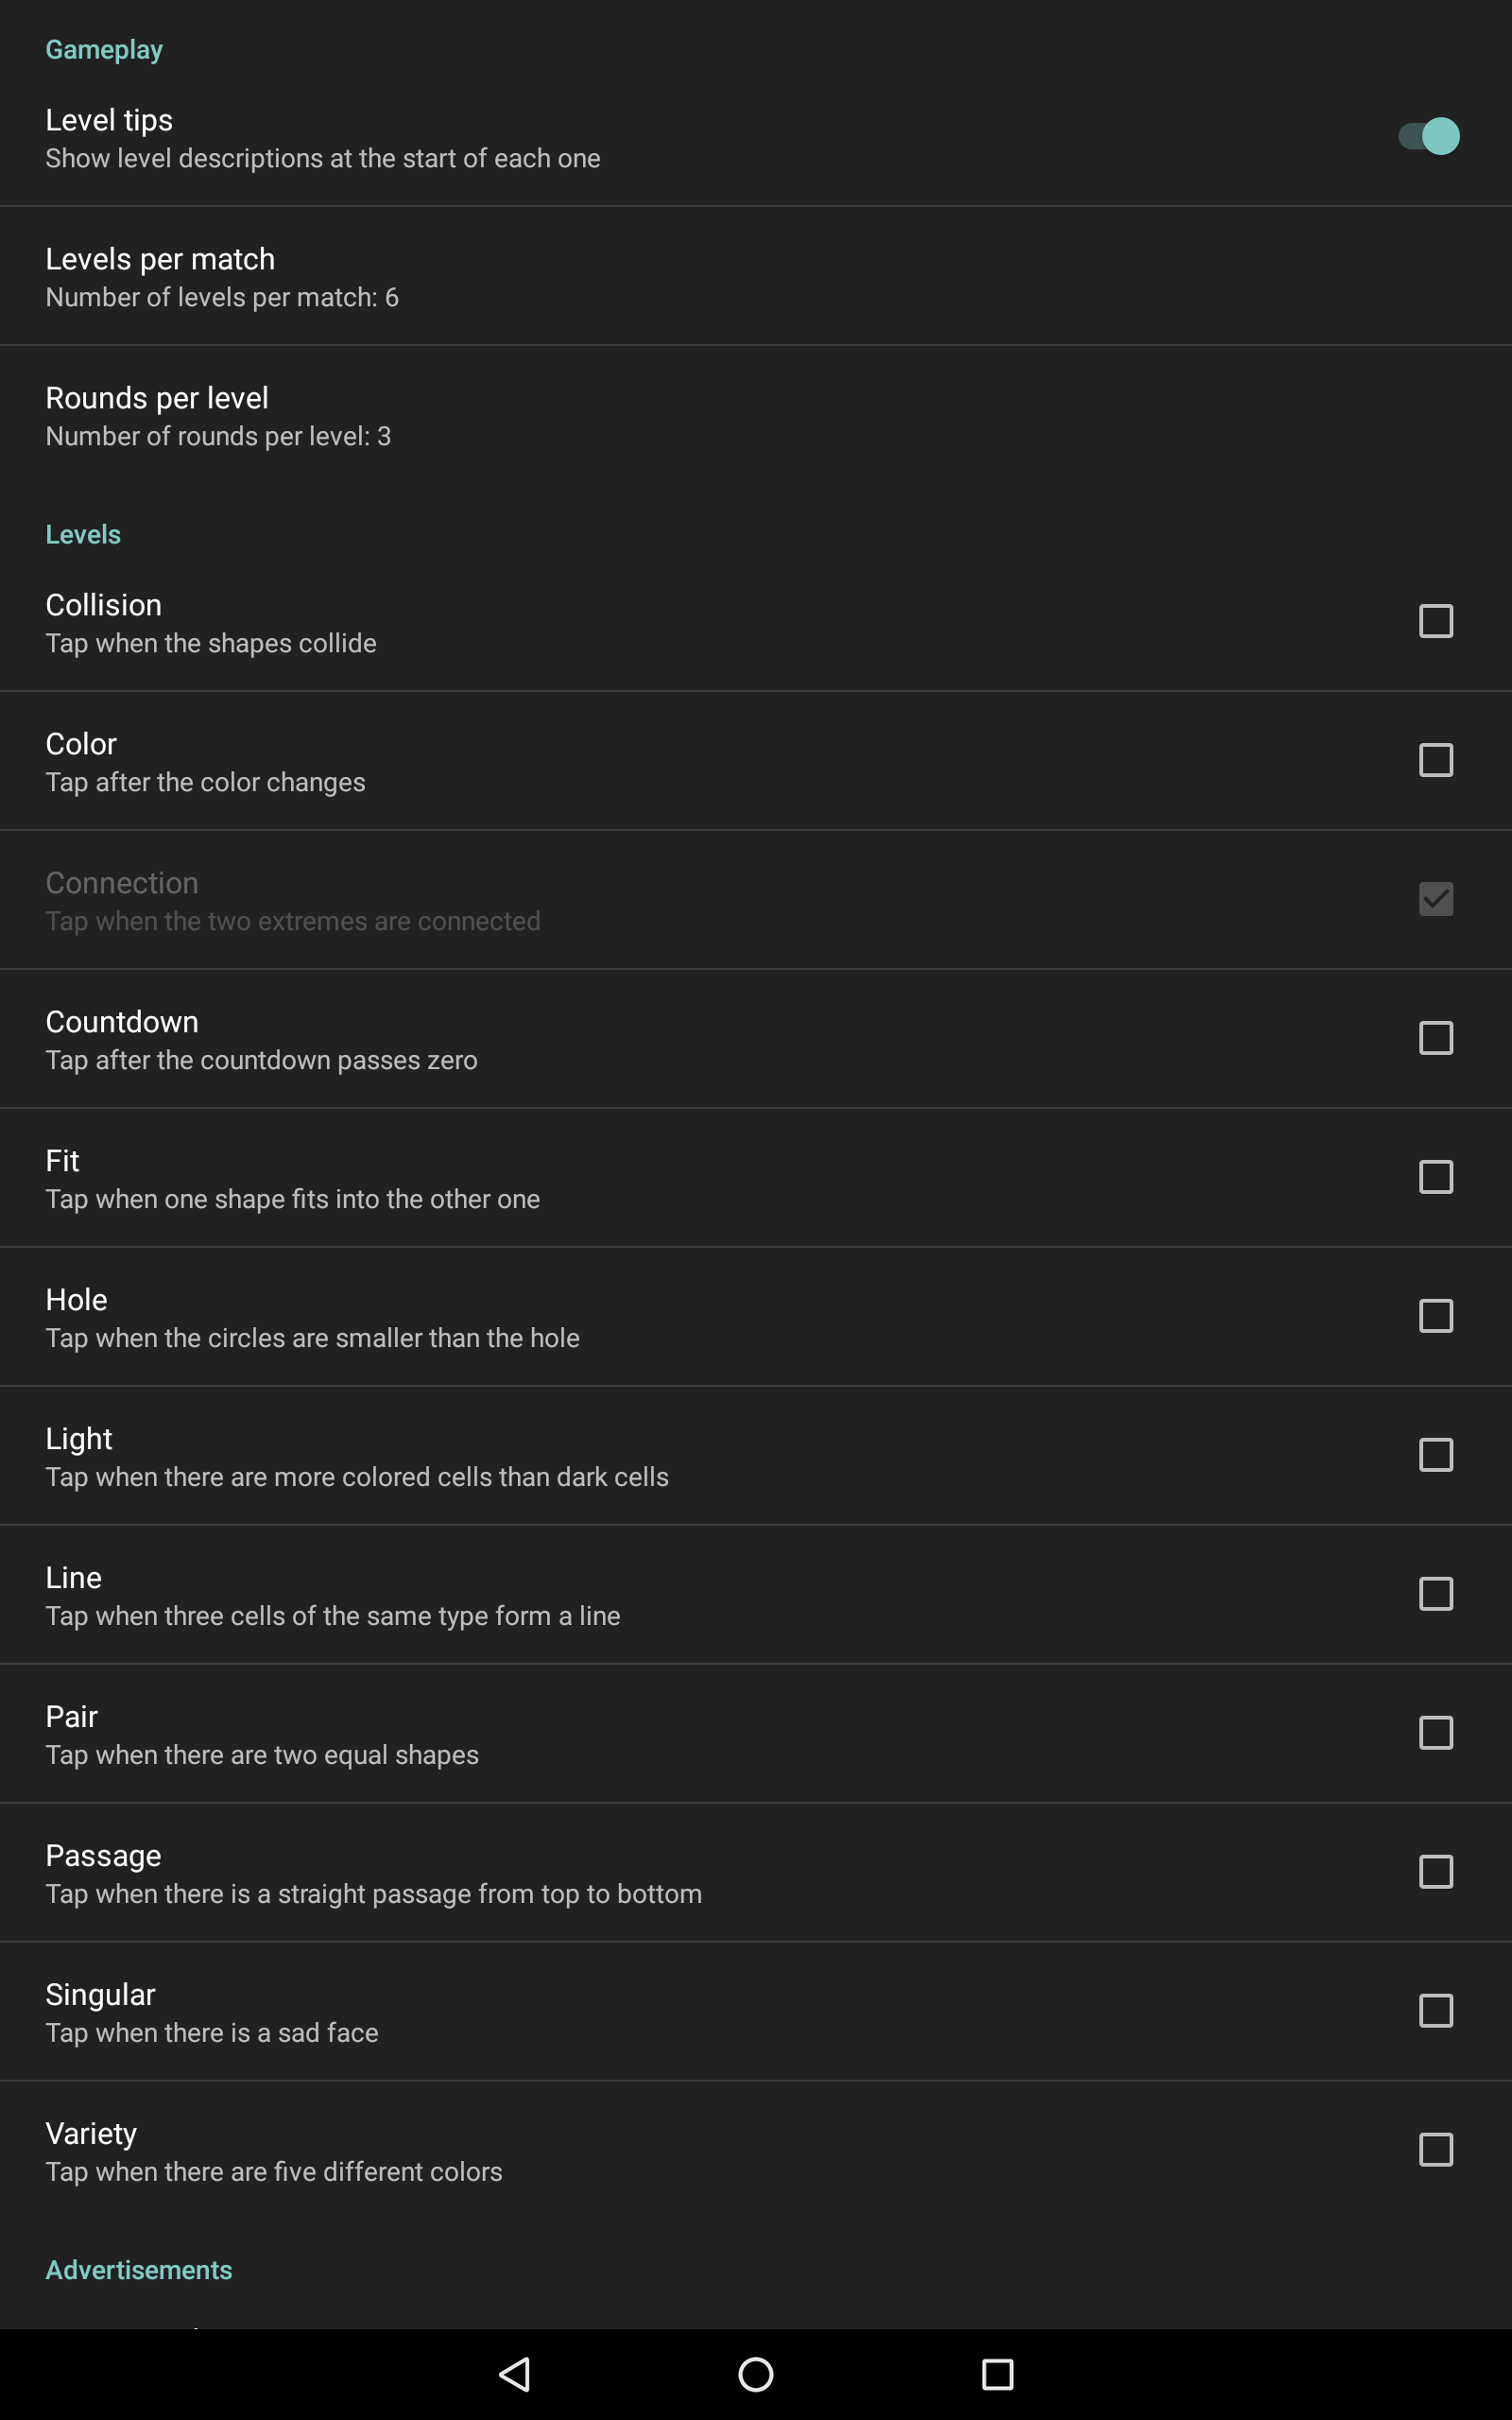 Gameplay
Level tips
Show level descriptions at the start of each one
Levels per match
Number of levels per match: 6
Rounds per level
Number of rounds per level: 3
Levels
Collision
Tap when the shapes collide
Color
Tap after the color changes
Connection
Tap when the two extremes are connected
Countdown
Tap after the countdown passes zero
Fit
Tap when one shape fits into the other one
Hole
Tap when the circles are smaller than the hole
Light
Tap when there are more colored cells than dark cells
Line
Tap when three cells of the same type form a line
Pair
Tap when there are two equal shapes
Passage
Tap when there is a straight passage from top to bottom
Singular
Tap when there is a sad face
Variety
Tap when there are five different colors
Advertisements